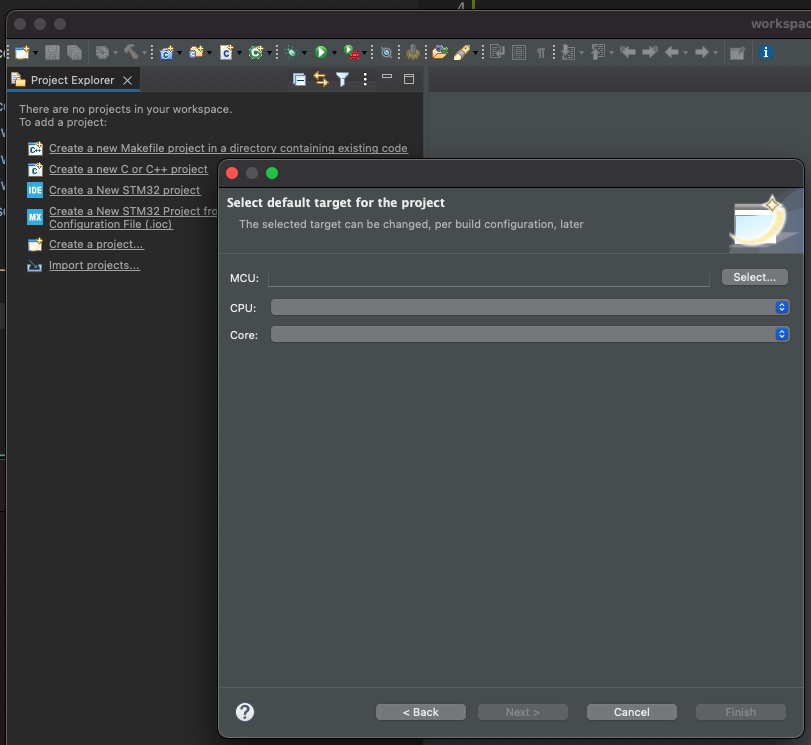 4
workspac
Project Explorer
There are no projects in your workspace.
To add a project:
Create a new Makefile project in a directory containing existing code
Create a new C or C++ project
IDE Create a New STM32 project
MX Create a New STM32 Project fro
Configuration File (.ioc)
Create a project...
Import projects...
Select default target for the project
The selected target can be changed, per build configuration, later
MCU:
Select...
CPU:
Core:
?
< Back
Next >
Cancel
Finish